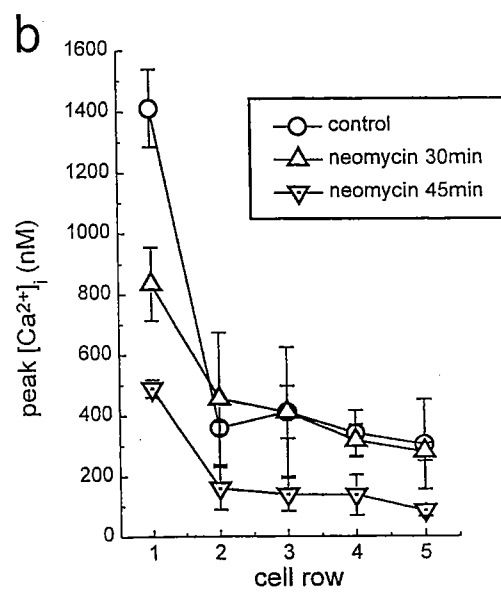 b
1600
1400
1200
1000
800
600
400
200
0
peak [Ca²⁺]ᵢ (nM)
control
neomycin 30min
neomycin 45min
1 2 3 4 5
cell row